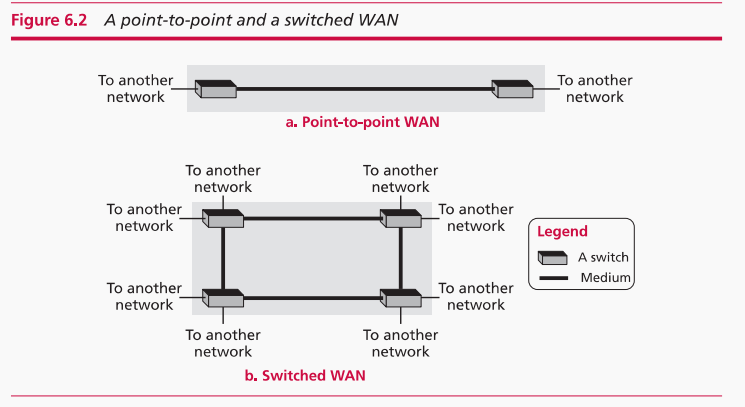 Figure 6.2 A point-to-point and a switched WAN
To another
network
To another
network
a. Point-to-point WAN
To another
network
To another
network
To another
network
To another
network
Legend
A switch
Medium
To another
network
To another
network
To another
network
To another
network
b. Switched WAN